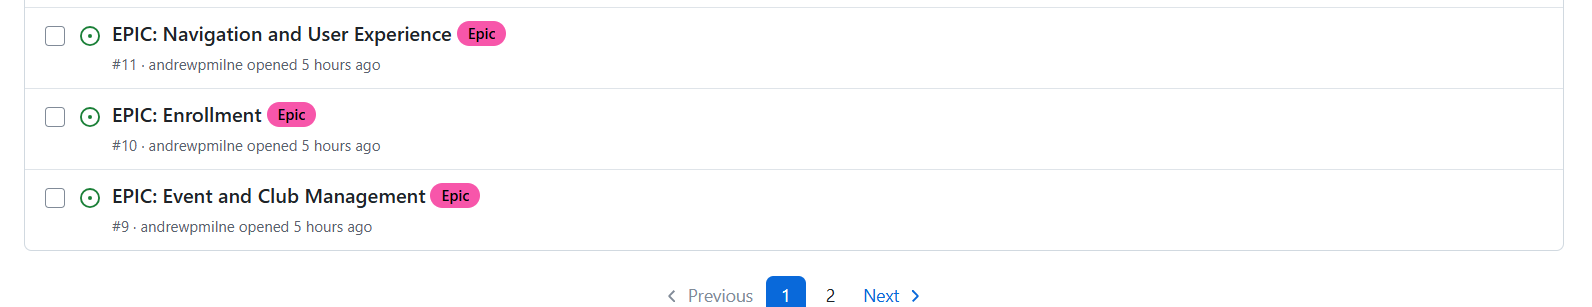 EPIC: Navigation and User Experience Epic
#11 · andrewpmilne opened 5 hours ago
EPIC: Enrollment Epic
#10 · andrewpmilne opened 5 hours ago
EPIC: Event and Club Management Epic
#9 · andrewpmilne opened 5 hours ago
Previous 1 2 Next